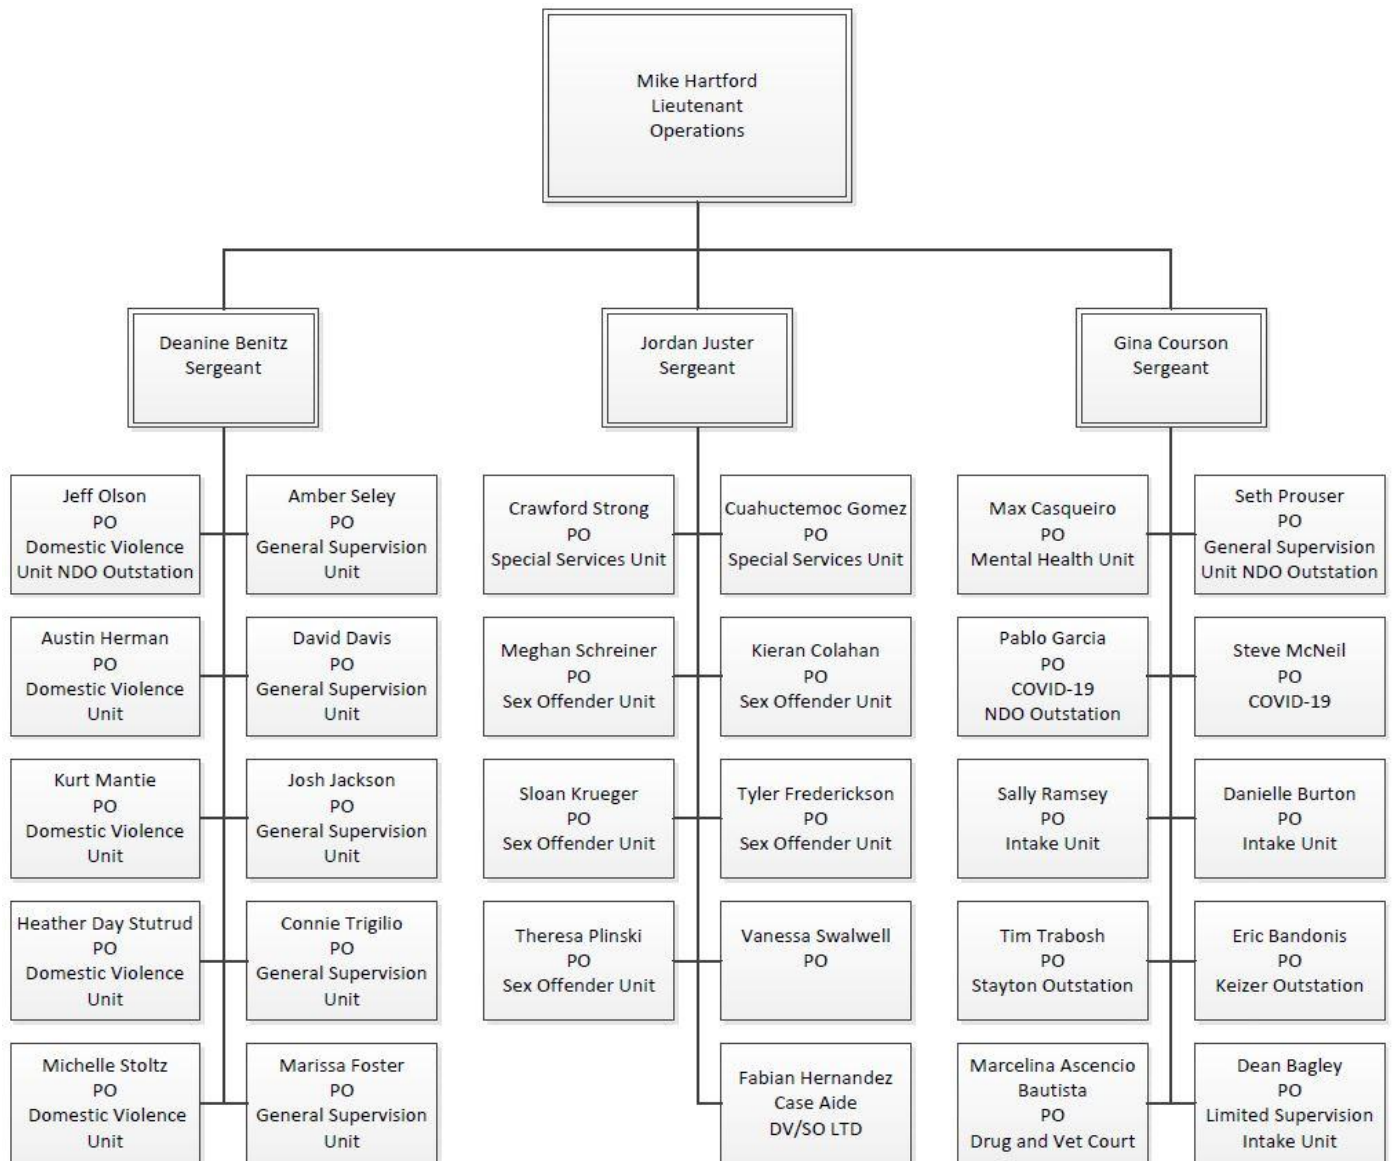 Mike Hartford
Lieutenant
Operations
Deanine Benitz
Sergeant
Jordan Juster
Sergeant
Gina Courson
Sergeant
Jeff Olson
PO
Domestic Violence
Unit NDO Outstation
Amber Seley
PO
General Supervision
Unit
Crawford Strong
PO
Special Services Unit
Cuahuctemoc Gomez
PO
Special Services Unit
Max Casqueiro
PO
Mental Health Unit
Seth Prouser
PO
General Supervision
Unit NDO Outstation
Austin Herman
PO
Domestic Violence
Unit
David Davis
PO
General Supervision
Unit
Meghan Schreiner
PO
Sex Offender Unit
Kieran Colahan
PO
Sex Offender Unit
Pablo Garcia
PO
COVID-19
NDO Outstation
Steve McNeil
PO
COVID-19
Kurt Mantie
PO
Domestic Violence
Unit
Josh Jackson
PO
General Supervision
Unit
Sloan Krueger
PO
Sex Offender Unit
Tyler Frederickson
PO
Sex Offender Unit
Sally Ramsey
PO
Intake Unit
Danielle Burton
PO
Intake Unit
Heather Day Stutrud
PO
Domestic Violence
Unit
Connie Trigilio
PO
General Supervision
Unit
Theresa Plinski
PO
Sex Offender Unit
Vanessa Swalwell
PO
Tim Trabosh
PO
Stayton Outstation
Eric Bandonis
PO
Keizer Outstation
Michelle Stoltz
PO
Domestic Violence
Unit
Marissa Foster
PO
General Supervision
Unit
Fabian Hernandez
Case Aide
DV/SO LTD
Marcelina Ascencio
Bautista
PO
Drug and Vet Court
Dean Bagley
PO
Limited Supervision
Intake Unit